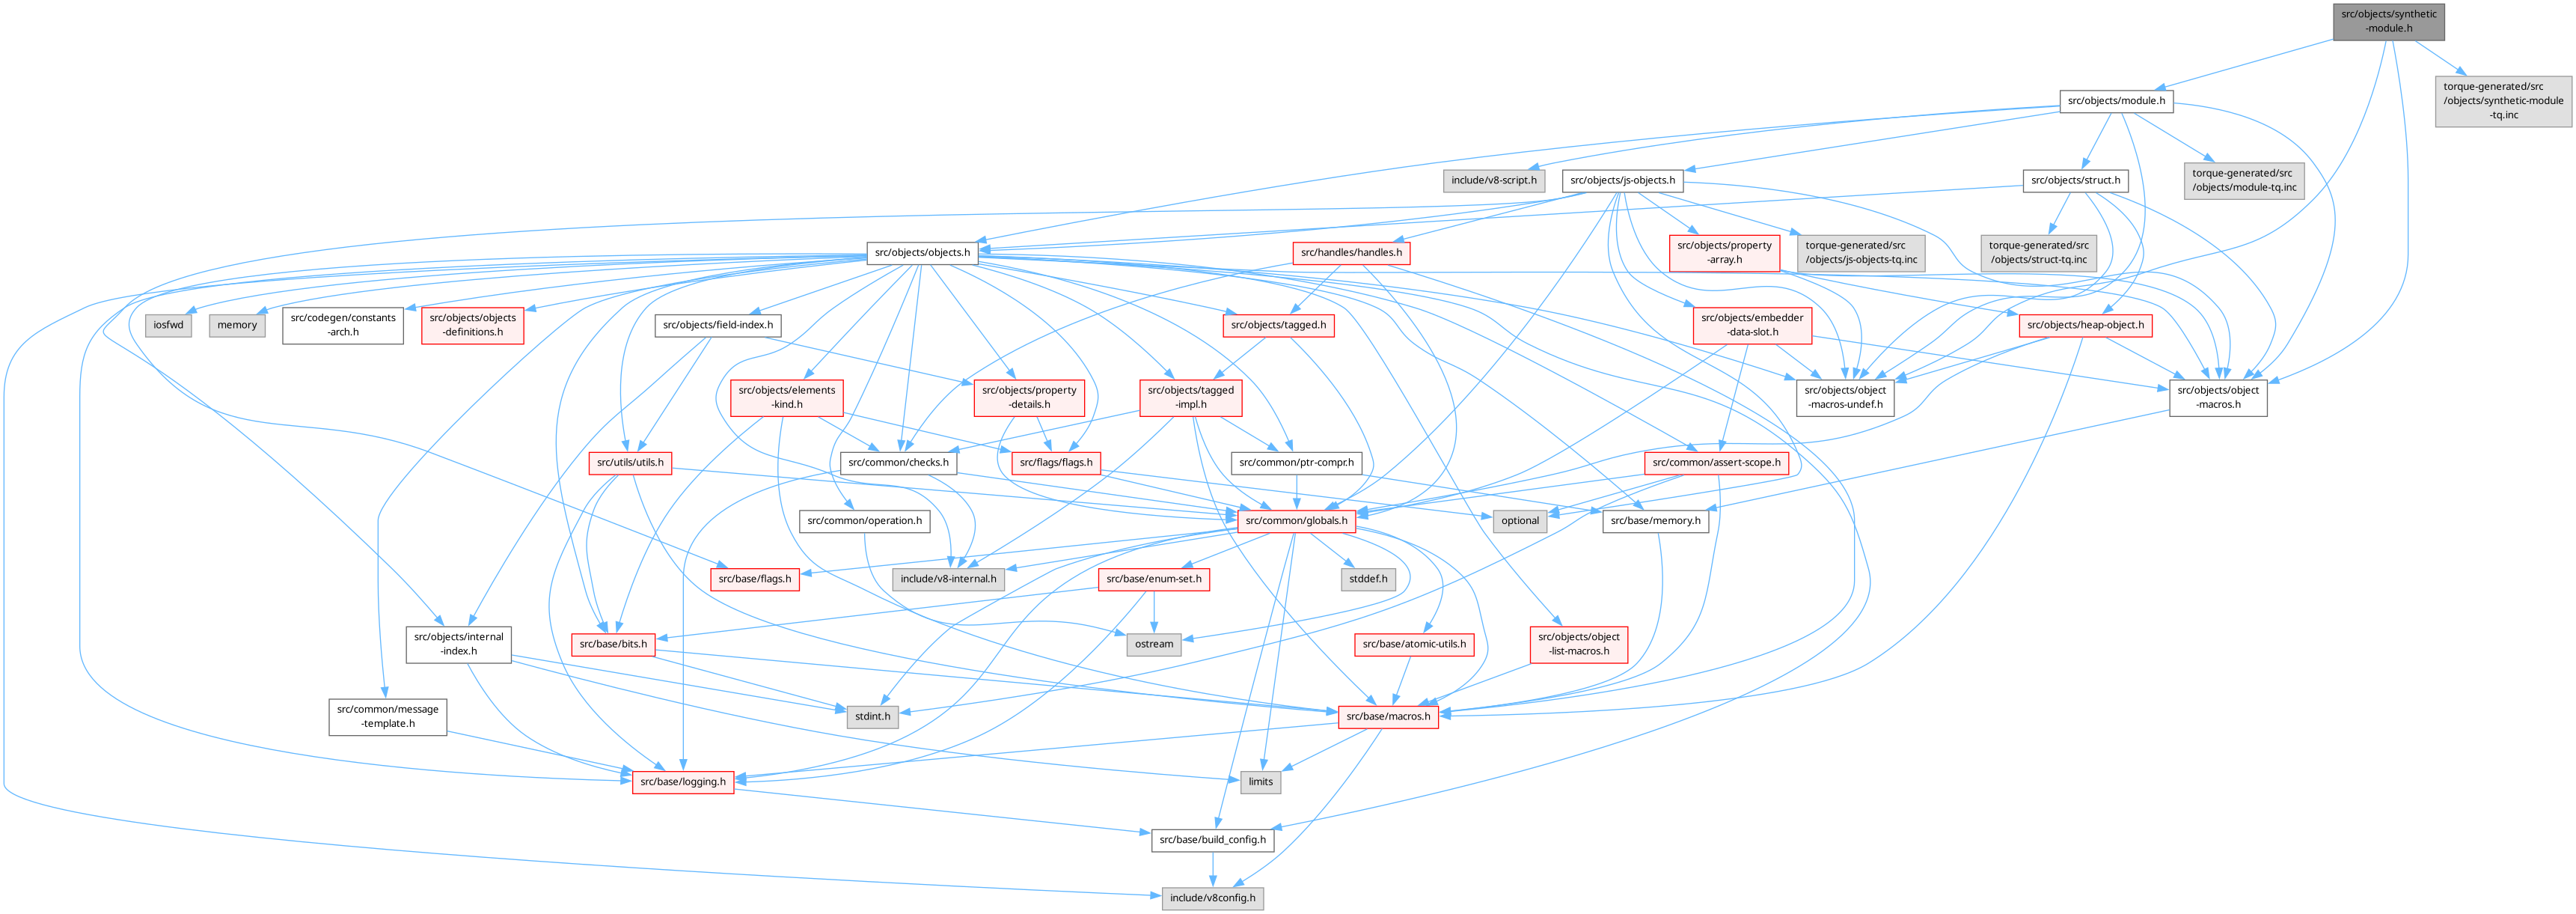 src/objects/synthetic
-module.h
torque-generated/src
/objects/synthetic-module
-tq.inc
src/objects/module.h
include/v8-script.h
src/objects/js-objects.h
src/objects/struct.h
torque-generated/src
/objects/module-tq.inc
src/objects/objects.h
src/handles/handles.h
src/objects/property
-array.h
torque-generated/src
/objects/js-objects-tq.inc
torque-generated/src
/objects/struct-tq.inc
iosfwd
memory
src/codegen/constants
-arch.h
src/objects/objects
-definitions.h
src/objects/field-index.h
src/objects/tagged.h
src/objects/embedder
-data-slot.h
src/objects/heap-object.h
src/objects/elements
-kind.h
src/objects/property
-details.h
src/objects/tagged
-impl.h
src/objects/object
-macros-undef.h
src/objects/object
-macros.h
src/utils/utils.h
src/common/checks.h
src/flags/flags.h
src/common/ptr-compr.h
src/common/assert-scope.h
src/common/operation.h
src/common/globals.h
optional
src/base/memory.h
src/base/flags.h
include/v8-internal.h
src/base/enum-set.h
stddef.h
src/objects/internal
-index.h
src/base/bits.h
ostream
src/base/atomic-utils.h
src/objects/object
-list-macros.h
src/common/message
-template.h
stdint.h
src/base/macros.h
src/base/logging.h
limits
src/base/build_config.h
include/v8config.h